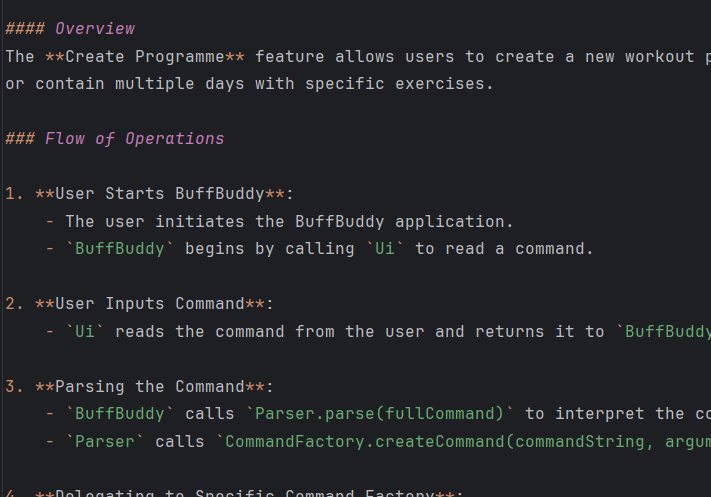 #### Overview
The **Create Programme** feature allows users to create a new workout
or contain multiple days with specific exercises.
### Flow of Operations
1. **User Starts BuffBuddy**:
- The user initiates the BuffBuddy application.
- `BuffBuddy` begins by calling `Ui` to read a command.
2. **User Inputs Command**:
- `Ui` reads the command from the user and returns it to `BuffBuddy
3. **Parsing the Command**:
- `BuffBuddy` calls `Parser.parse(fullCommand)` to interpret the
- `Parser` calls `CommandFactory.createCommand(commandString,
4. **Delegating to Specific Command Factory**: